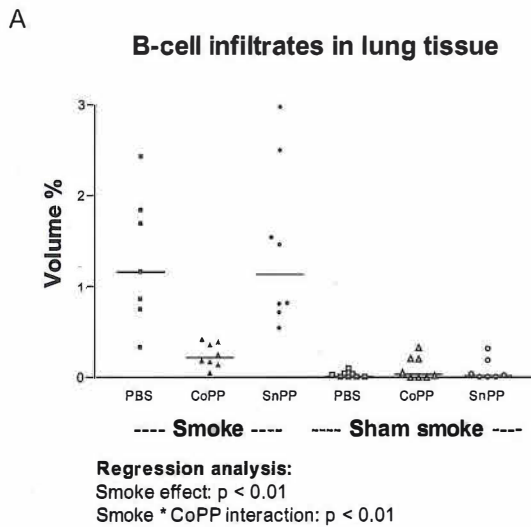 A
B-cell infiltrates in lung tissue
3
2
1
0
Volume %
PBS CoPP SnPP PBS CoPP SnPP
---- Smoke ---- ---- Sham smoke ----
Regression analysis:
Smoke effect: p < 0.01
Smoke * CoPP interaction: p < 0.01